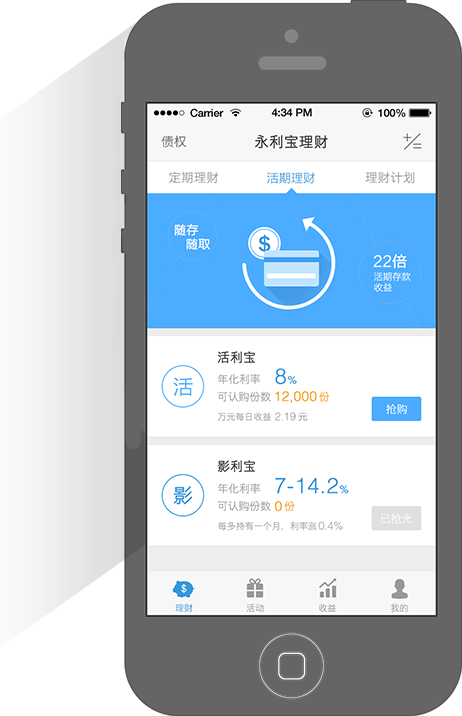 Carrier 4:34 PM 100%
债权 永利宝理财
定期理财 活期理财 理财计划
随存
随取
$
22倍
活期存款
收益
活利宝
活
年化利率 8%
可认购份数 12,000份
抢购
万元每日收益 2.19 元
影利宝
影
年化利率 7-14.2%
可认购份数 0份
已抢光
每多持有一个月，利率涨0.4%
$
理财 活动 收益 我的